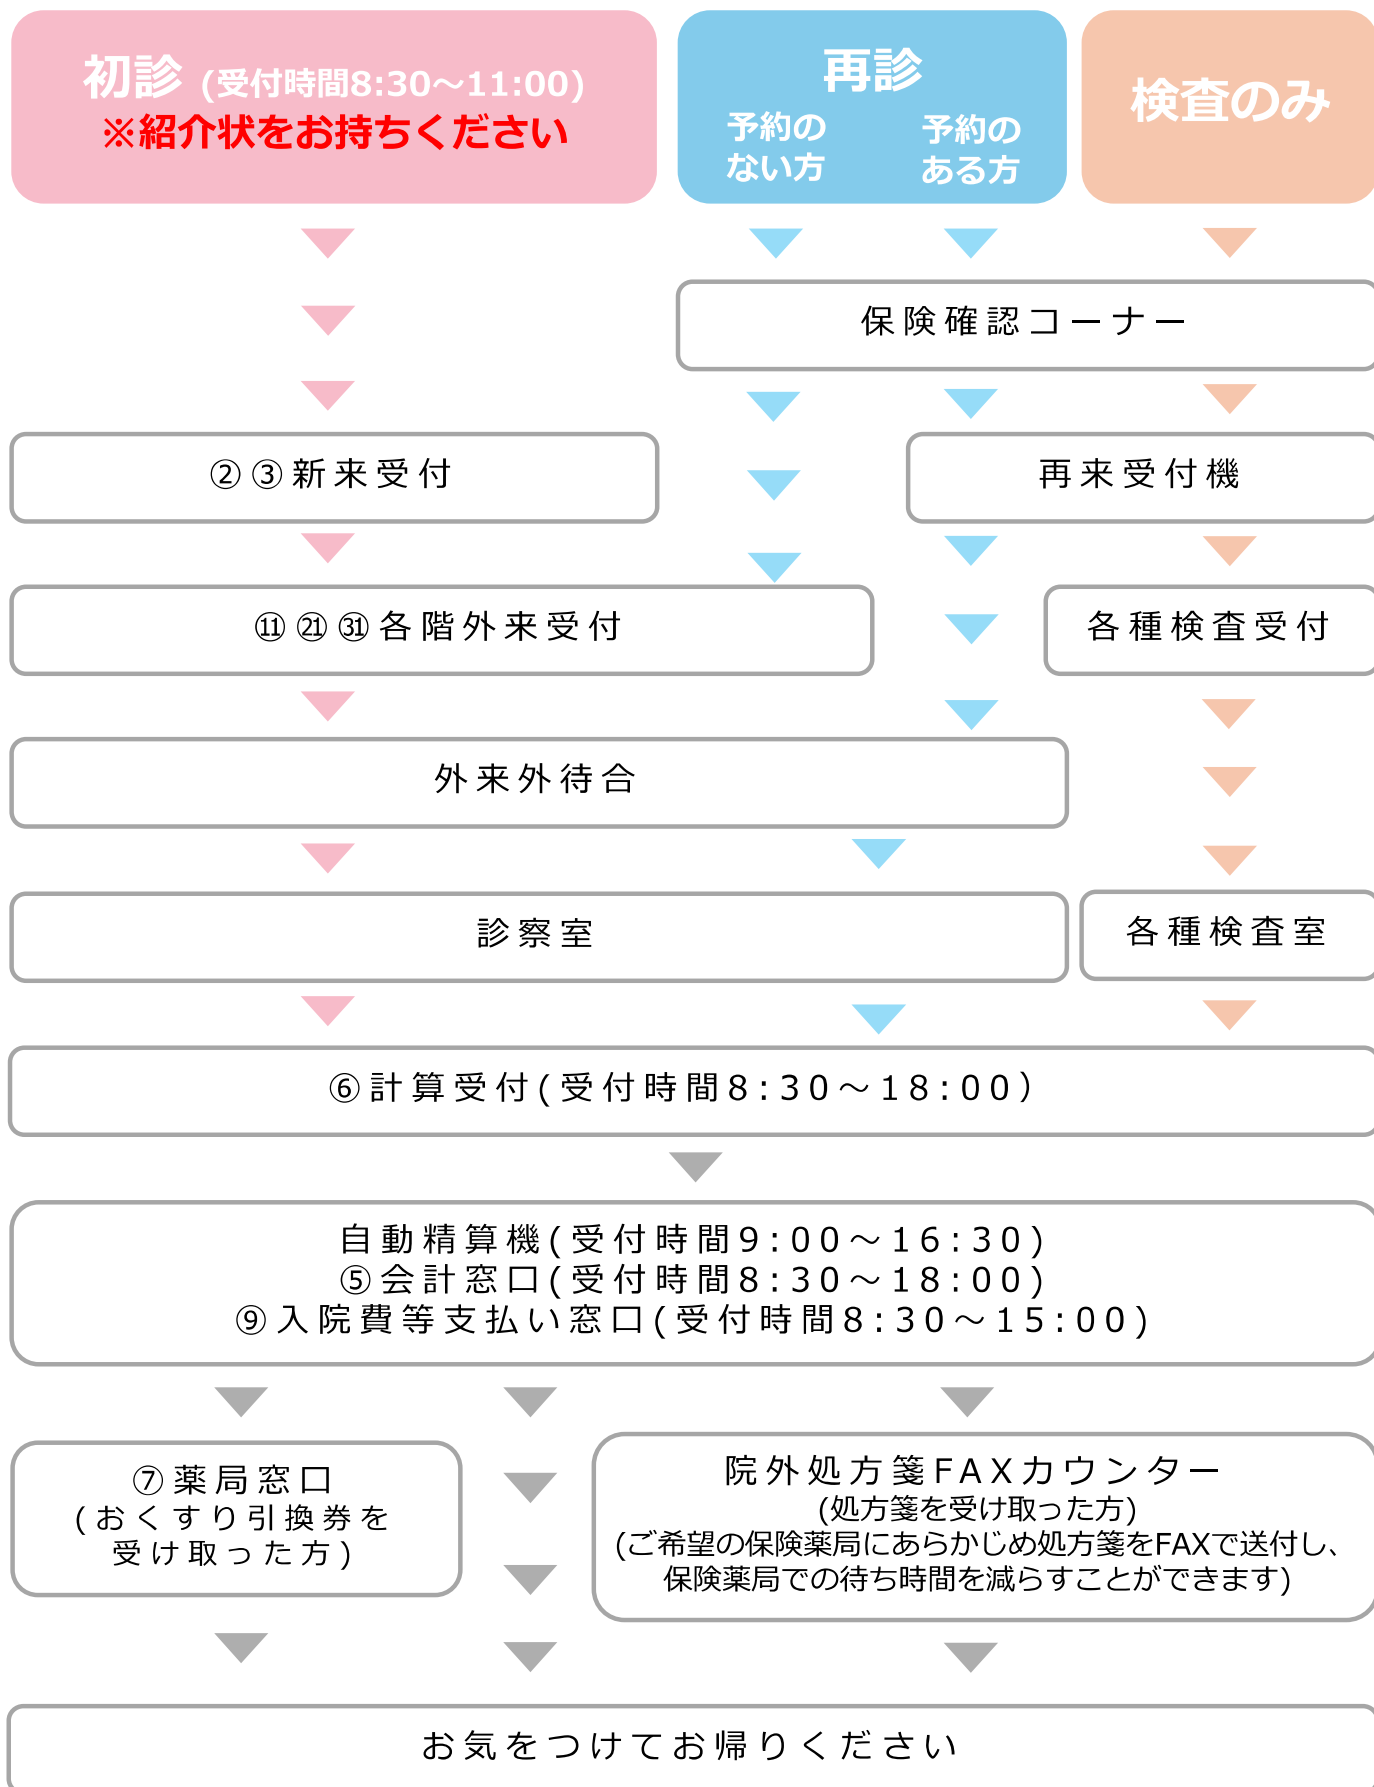 初診 (受付時間8:30～11:00)
※紹介状をお持ちください
再診
予約の
ない方
予約の
ある方
検査のみ
保険確認コーナー
②③新来受付
再来受付機
⑪㉑㉛各階外来受付
各種検査受付
外来外待合
診察室
各種検査室
⑥計算受付(受付時間8:30～18:00)
自動精算機(受付時間9:00～16:30)
⑤会計窓口(受付時間8:30～18:00)
⑨入院費等支払い窓口(受付時間8:30～15:00)
⑦薬局窓口
(おくすり引換券を
受け取った方)
院外処方箋FAXカウンター
(処方箋を受け取った方)
(ご希望の保険薬局にあらかじめ処方箋をFAXで送付し、
保険薬局での待ち時間を減らすことができます)
お気をつけてお帰りください